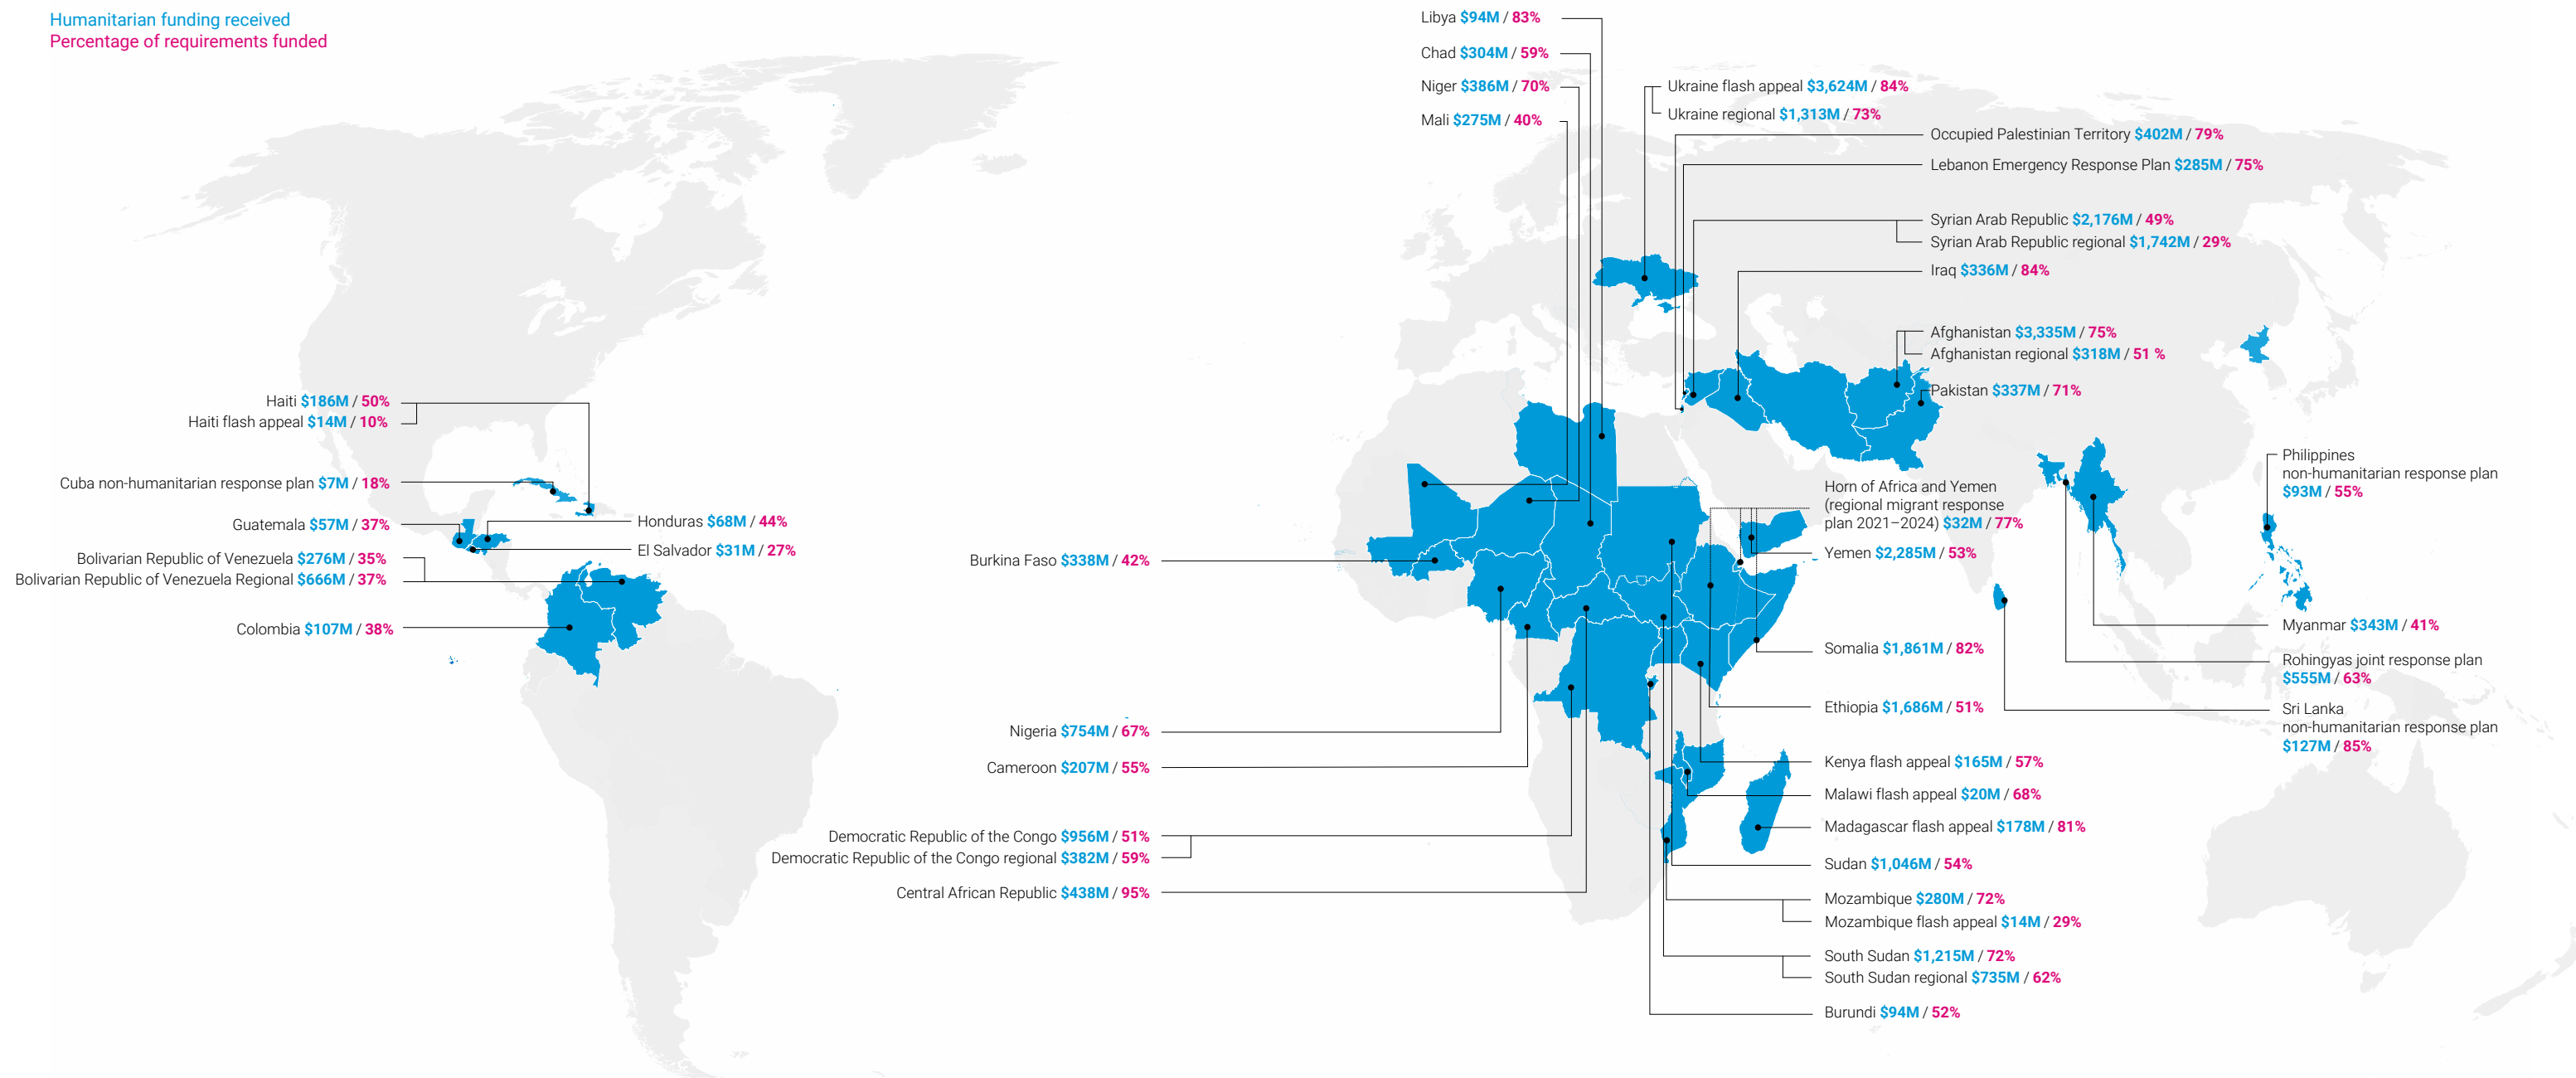 Humanitarian funding received
Percentage of requirements funded
Libya $94M / 83%
Chad $304M / 59%
Niger $386M / 70%
Mali $275M / 40%
Ukraine flash appeal $3,624M / 84%
Ukraine regional $1,313M / 73%
Occupied Palestinian Territory $402M / 79%
Lebanon Emergency Response Plan $285M / 75%
Syrian Arab Republic $2,176M / 49%
Syrian Arab Republic regional $1,742M / 29%
Iraq $336M / 84%
Afghanistan $3,335M / 75%
Afghanistan regional $318M / 51 %
Pakistan $337M / 71%
Haiti $186M / 50%
Haiti flash appeal $14M / 10%
Cuba non-humanitarian response plan $7M / 18%
Guatemala $57M / 37%
Honduras $68M / 44%
El Salvador $31M / 27%
Bolivarian Republic of Venezuela $276M / 35%
Bolivarian Republic of Venezuela Regional $666M / 37%
Colombia $107M / 38%
Burkina Faso $338M / 42%
Nigeria $754M / 67%
Cameroon $207M / 55%
Democratic Republic of the Congo $956M / 51%
Democratic Republic of the Congo regional $382M / 59%
Central African Republic $438M / 95%
Horn of Africa and Yemen
(regional migrant response
plan 2021–2024) $32M / 77%
Yemen $2,285M / 53%
Somalia $1,861M / 82%
Ethiopia $1,686M / 51%
Kenya flash appeal $165M / 57%
Malawi flash appeal $20M / 68%
Madagascar flash appeal $178M / 81%
Sudan $1,046M / 54%
Mozambique $280M / 72%
Mozambique flash appeal $14M / 29%
South Sudan $1,215M / 72%
South Sudan regional $735M / 62%
Burundi $94M / 52%
Philippines
non-humanitarian response plan
$93M / 55%
Myanmar $343M / 41%
Rohingyas joint response plan
$555M / 63%
Sri Lanka
non-humanitarian response plan
$127M / 85%